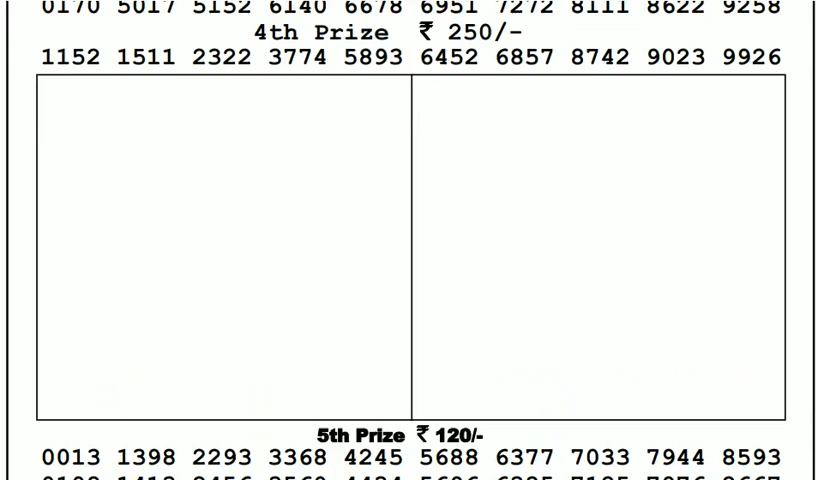 0170 5017 5152 6140 6678 6951 7272 8111 8622 9258
4th Prize ₹ 250/-
1152 1511 2322 3774 5893 6452 6857 8742 9023 9926
5th Prize ₹ 120/-
0013 1398 2293 3368 4245 5688 6377 7033 7944 8593